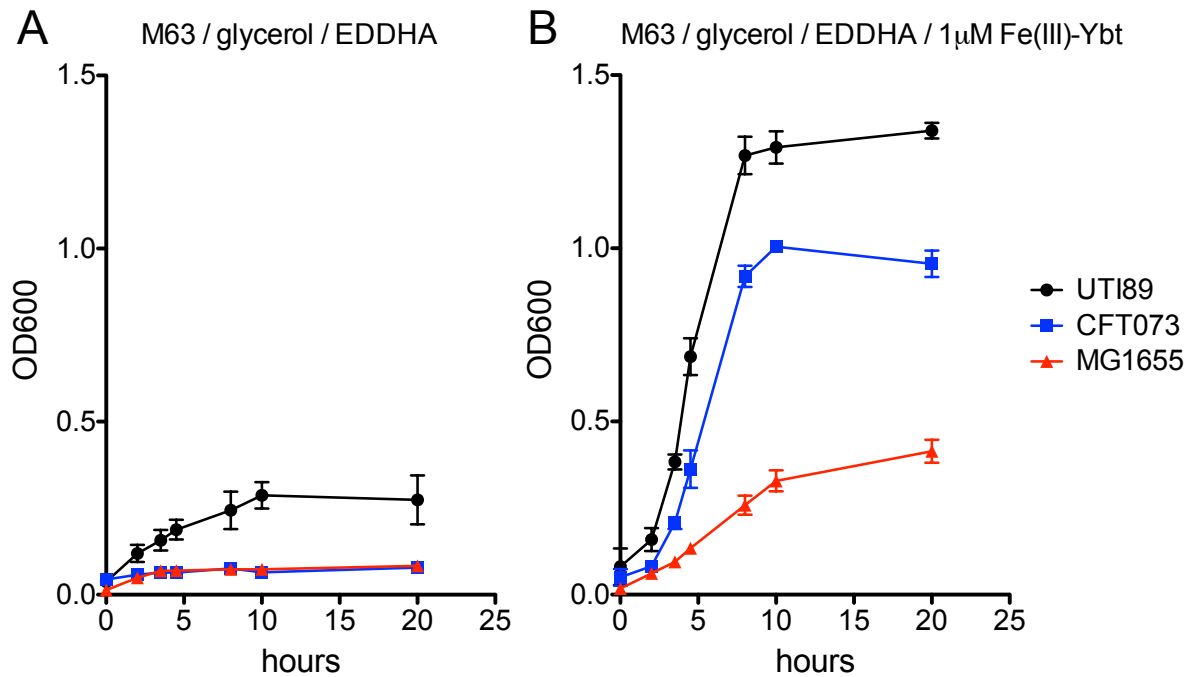 A
M63 / glycerol / EDDHA
1.5
1.0
0.5
0.0
OD600
0
5
10
15
20
25
hours
B
M63 / glycerol / EDDHA / 1μM Fe(III)-Ybt
1.5
1.0
0.5
0.0
OD600
0
5
10
15
20
25
hours
UTI89
CFT073
MG1655